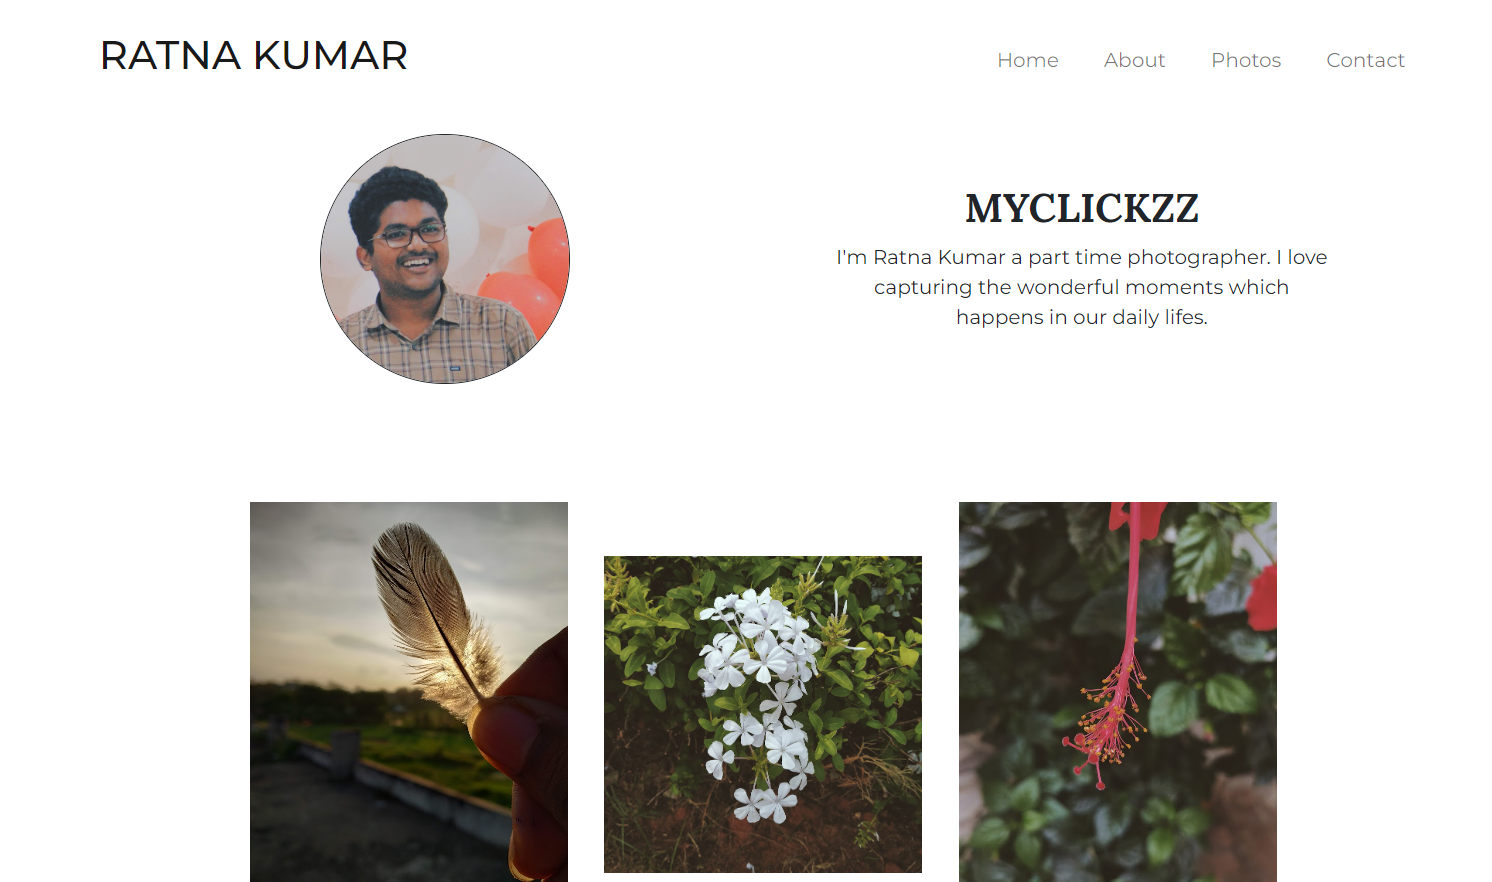 RATNA KUMAR
Home About Photos Contact
MYCLICKZZ
I'm Ratna Kumar a part time photographer. I love
capturing the wonderful moments which
happens in our daily lifes.